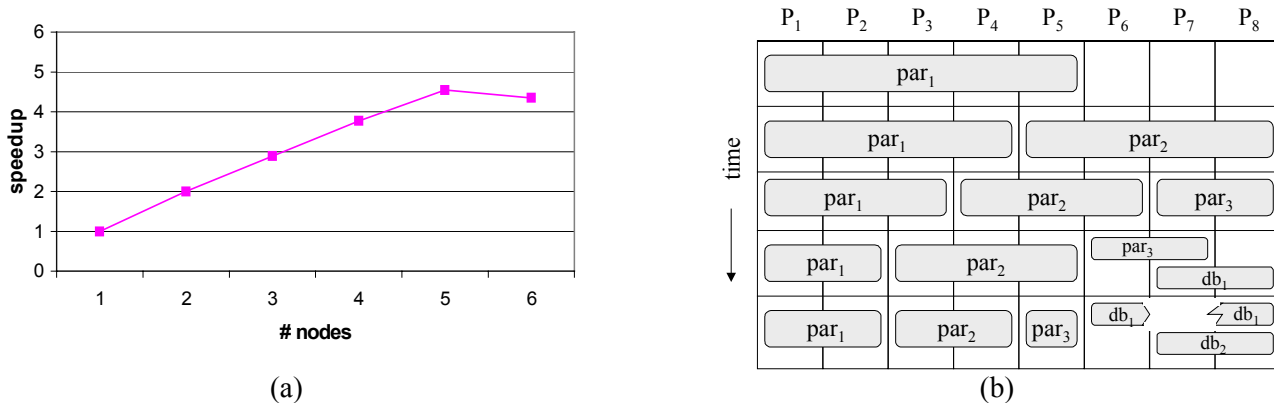 6
5
4
3
2
1
0
speedup
1 2 3 4 5 6
# nodes
(a)
P₁ P₂ P₃ P₄ P₅ P₆ P₇ P₈
time
par₁
par₁ par₂
par₁ par₂ par₃
par₁ par₂ par₃
db₁
par₁ par₂ par₃ db₁ db₁
db₂
(b)